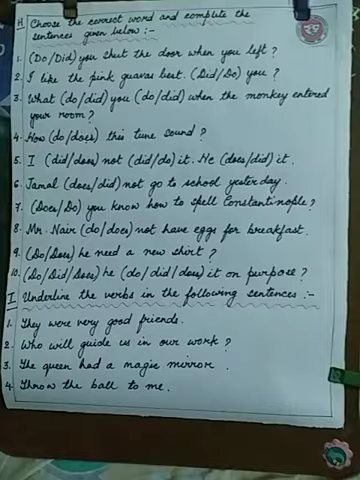 H Choose the correct word and complete the
sentences given below :-
1. (Do/Did) you shut the door when you left?
2. I like the pink guavas best. (Did/Do) you?
3. What (do/did) you (do/did) when the monkey entered
your room?
4. How (do/does) this tune sound?
5. I (did/does) not (did/do) it. He (does/did) it.
6. Jamal (does/did) not go to school yesterday.
7. (Does/Do) you know how to spell Constantinople?
8. Mr. Nair (do/does) not have eggs for breakfast.
9. (Do/Does) he need a new shirt?
10. (Do/Did/Does) he (do/did/does) it on purpose?
I Underline the verbs in the following sentences :-
1. They were very good friends.
2. Who will guide us in our work?
3. The queen had a magic mirror.
4. Throw the ball to me.